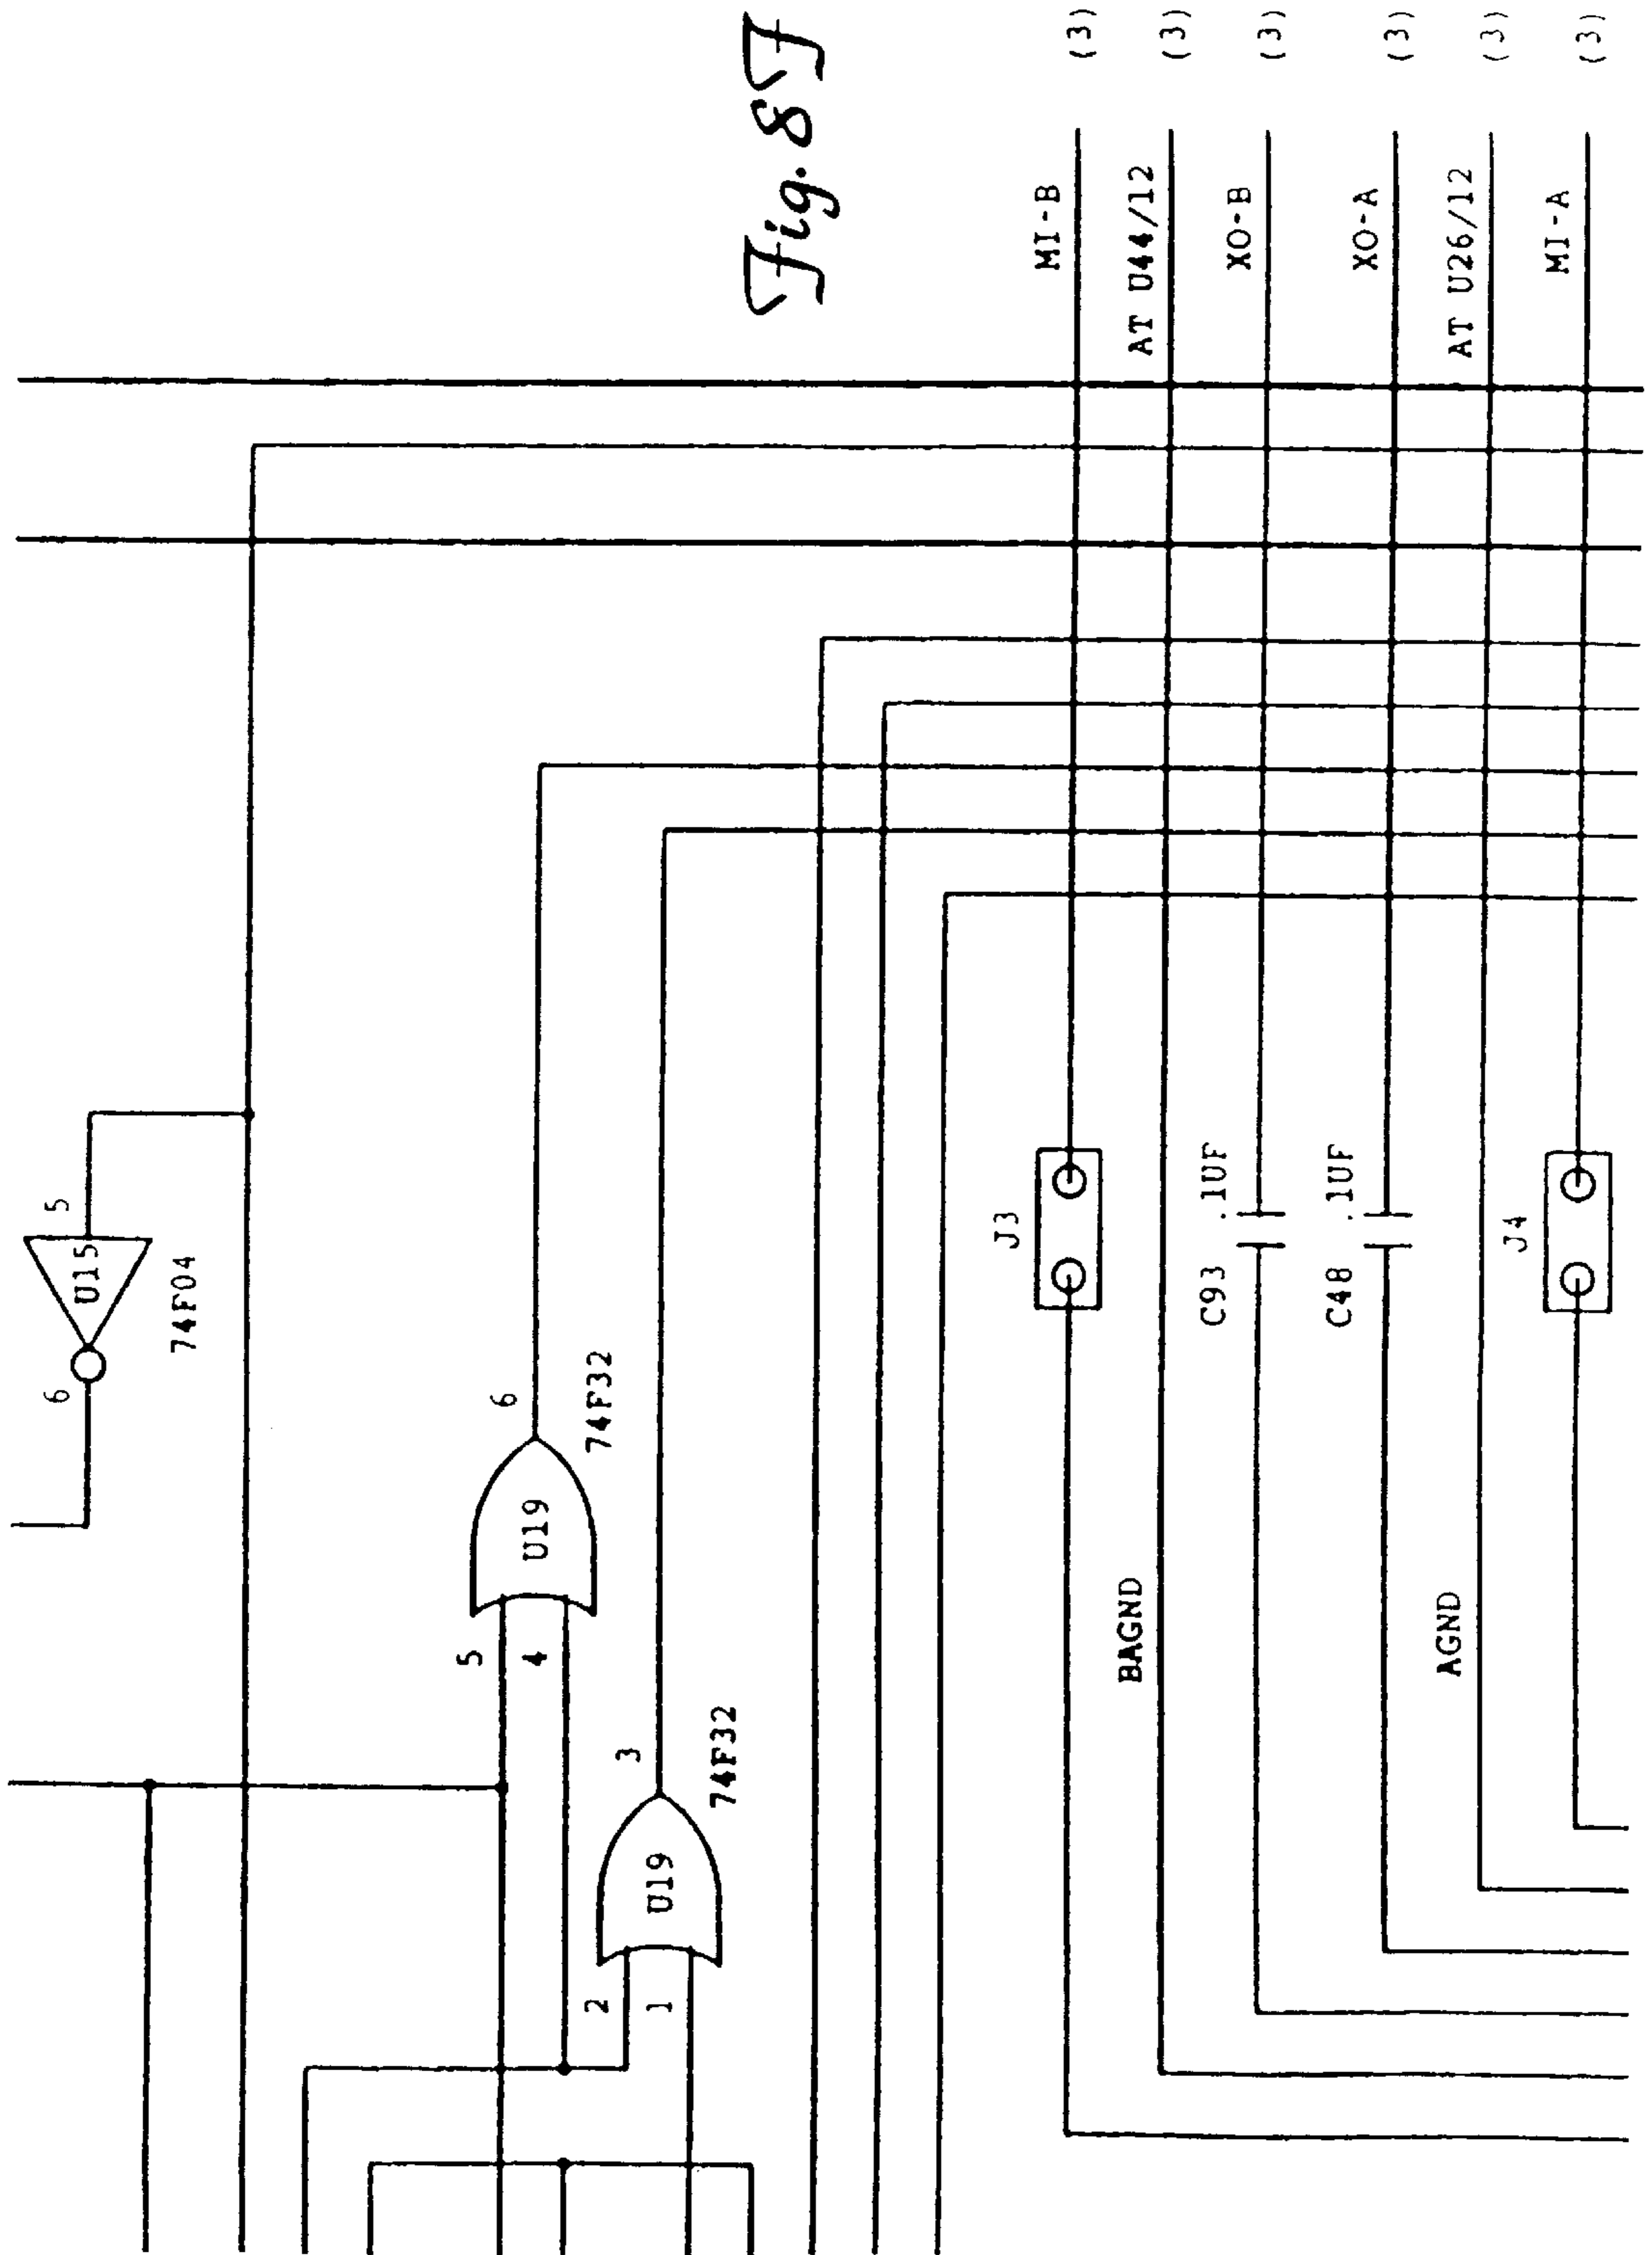 5
U15
6
74F04
5
4
U19
6
74F32
2
1
U19
3
74F32
Fig. 8F
J3
MI-B
(3)
BAGND
AT U44/12
(3)
C93
.1UF
XO-B
(3)
C48
.1UF
XO-A
(3)
AGND
AT U26/12
(3)
J4
MI-A
(3)